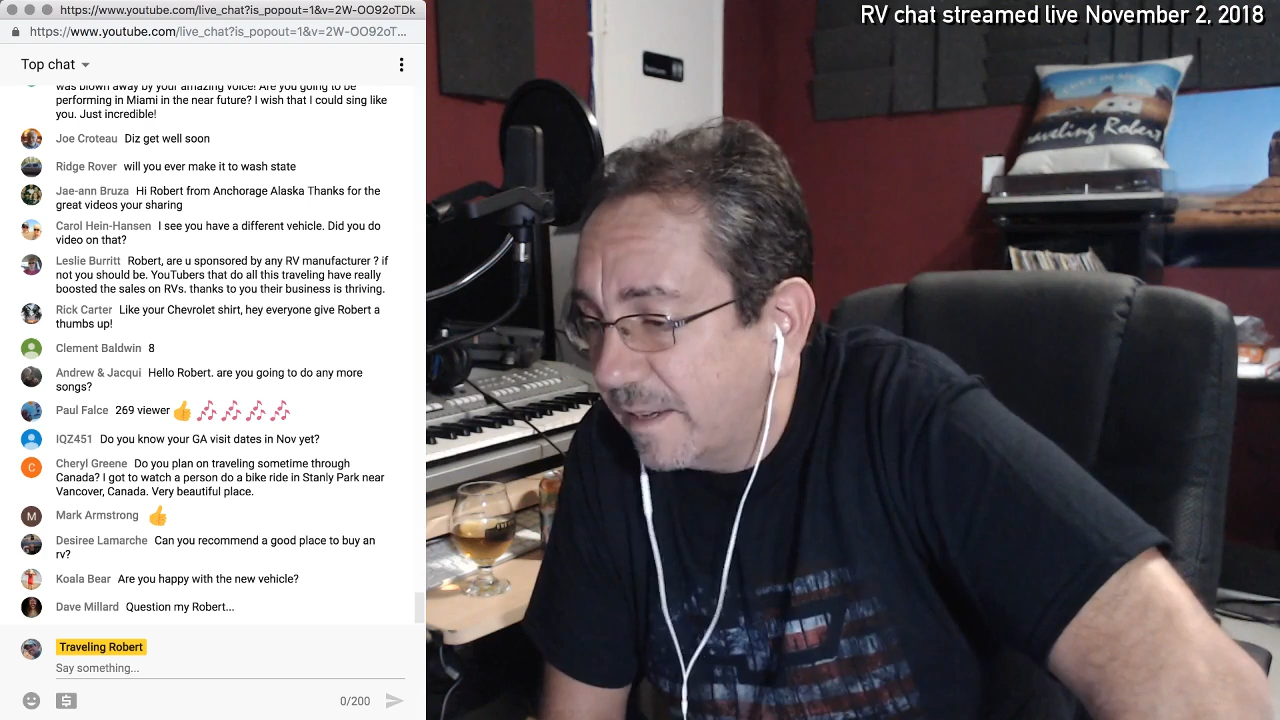 https://www.youtube.com/live_chat?is_popout=1&v=2W-OO92oTDk
https://www.youtube.com/live_chat?is_popout=1&v=2W-OO92oT...
RV chat streamed live November 2, 2018
Top chat
was blown away by your amazing voice! Are you going to be
performing in Miami in the near future? I wish that I could sing like
you. Just incredible!
Joe Croteau Diz get well soon
Ridge Rover will you ever make it to wash state
Jae-ann Bruza Hi Robert from Anchorage Alaska Thanks for the
great videos your sharing
Carol Hein-Hansen I see you have a different vehicle. Did you do
video on that?
Leslie Burritt Robert, are u sponsored by any RV manufacturer ? if
not you should be. YouTubers that do all this traveling have really
boosted the sales on RVs. thanks to you their business is thriving.
Rick Carter Like your Chevrolet shirt, hey everyone give Robert a
thumbs up!
Clement Baldwin 8
Andrew & Jacqui Hello Robert. are you going to do any more
songs?
Paul Falce 269 viewer👍🎶🎶🎶🎶
IQZ451 Do you know your GA visit dates in Nov yet?
C
Cheryl Greene Do you plan on traveling sometime through
Canada? I got to watch a person do a bike ride in Stanly Park near
Vancover, Canada. Very beautiful place.
M
Mark Armstrong 👍
Desiree Lamarche Can you recommend a good place to buy an
rv?
Koala Bear Are you happy with the new vehicle?
Dave Millard Question my Robert...
Traveling Robert
Say something...
0/200
Traveling Robert